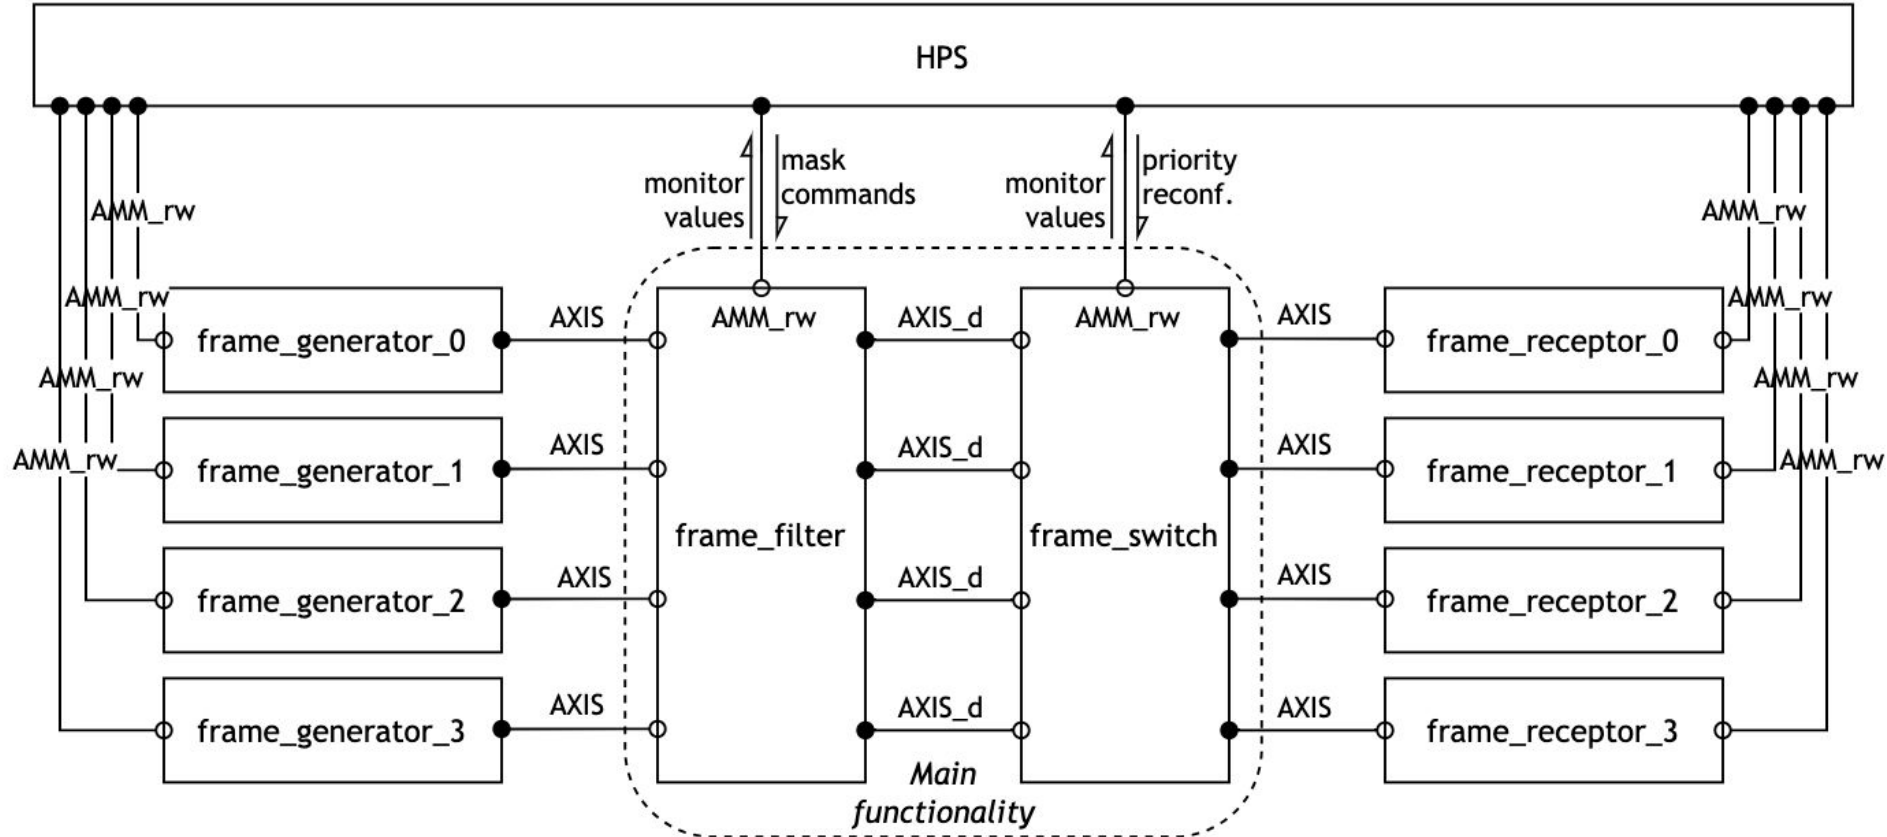 HPS
mask
commands
monitor
values
priority
reconf.
monitor
values
AMM_rw
AMM_rw
AMM_rw
AMM_rw
AMM_rw
AMM_rw
AMM_rw
AMM_rw
AMM_rw
AMM_rw
frame_generator_0
AXIS
AXIS_d
AXIS
frame_receptor_0
frame_generator_1
AXIS
AXIS_d
AXIS
frame_receptor_1
frame_filter
frame_switch
frame_generator_2
AXIS
AXIS_d
AXIS
frame_receptor_2
frame_generator_3
AXIS
AXIS_d
AXIS
frame_receptor_3
Main
functionality